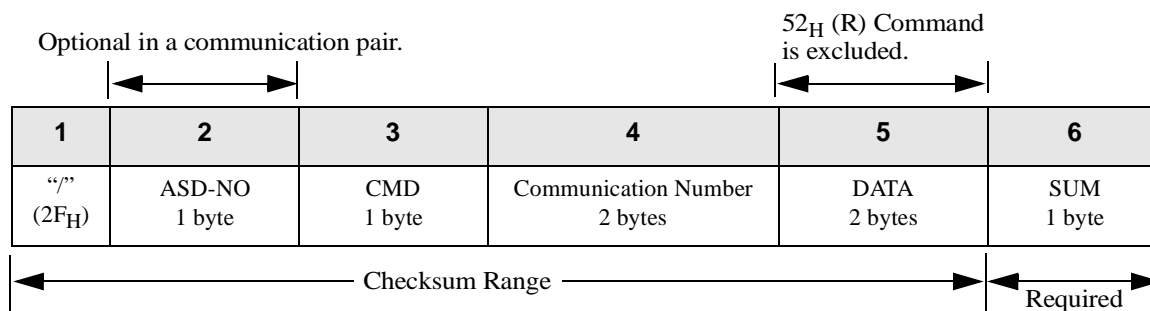 52H (R) Command
Optional in a communication pair.
is excluded.
1 2 3 4 5 6
“/” ASD-NO CMD Communication Number DATA SUM
(2FH) 1 byte 1 byte 2 bytes 2 bytes 1 byte
Checksum Range
Required